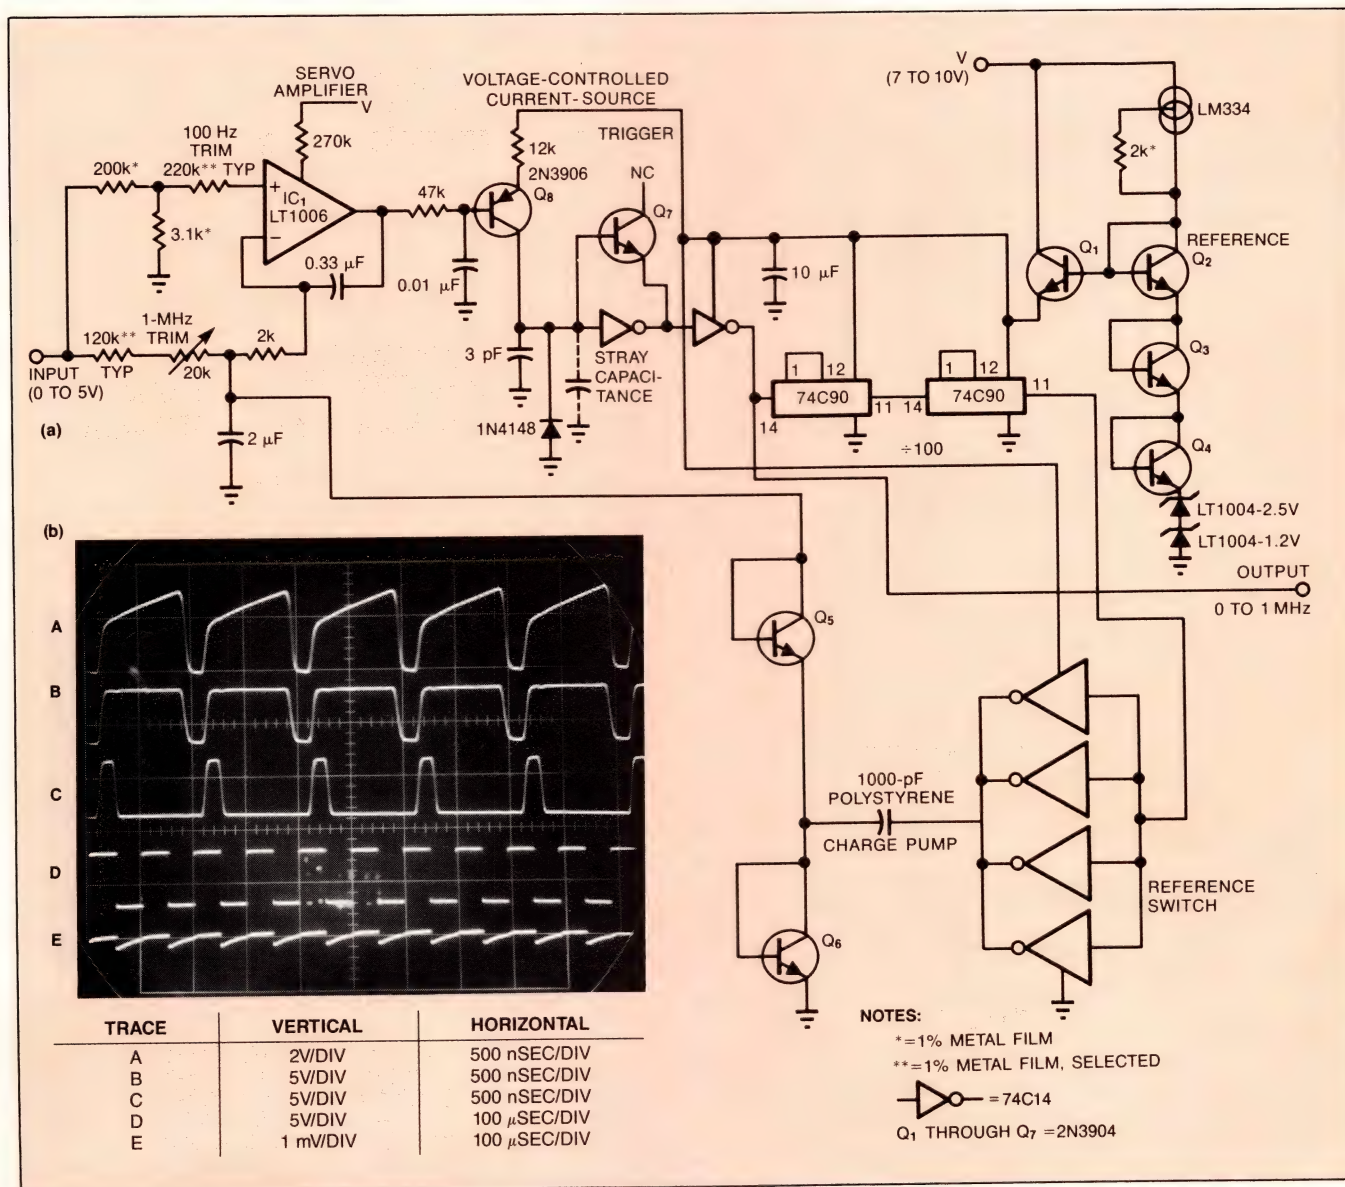 SERVO
AMPLIFIER
V
270k
100 Hz
TRIM
200k*
220k** TYP
3.1k*
+
IC1
LT1006
−
0.33 µF
47k
0.01 µF
VOLTAGE-CONTROLLED
CURRENT-SOURCE
12k
2N3906
Q8
TRIGGER
NC
Q7
V
(7 TO 10V)
LM334
2k*
REFERENCE
Q1
Q2
Q3
Q4
LT1004-2.5V
LT1004-1.2V
10 µF
1-MHz
TRIM
120k**
TYP
20k
2k
INPUT
(0 TO 5V)
2 µF
3 pF
STRAY
CAPACI-
TANCE
1N4148
1 12
74C90
14
11
1 12
74C90
14
11
÷100
OUTPUT
0 TO 1 MHz
(a)
(b)
A
B
C
D
E
Q5
Q6
1000-pF
POLYSTYRENE
CHARGE PUMP
REFERENCE
SWITCH
TRACE VERTICAL HORIZONTAL
A 2V/DIV 500 nSEC/DIV
B 5V/DIV 500 nSEC/DIV
C 5V/DIV 500 nSEC/DIV
D 5V/DIV 100 µSEC/DIV
E 1 mV/DIV 100 µSEC/DIV
NOTES:
*=1% METAL FILM
**=1% METAL FILM, SELECTED
= 74C14
Q1 THROUGH Q7 =2N3904